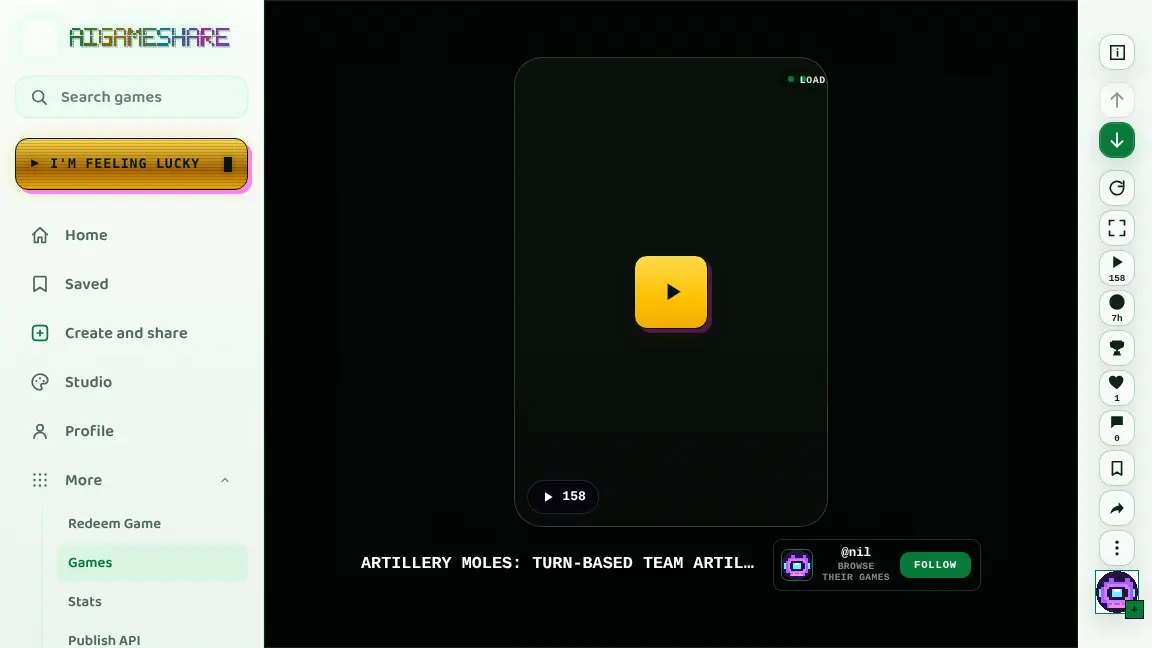 AIGAMESHARE
Search games
I'M FEELING LUCKY
Home
Saved
Create and share
Studio
Profile
More
Redeem Game
Games
Stats
Publish API
LOAD
158
ARTILLERY MOLES: TURN-BASED TEAM ARTIL…
@nil
BROWSE
THEIR GAMES
FOLLOW
158
7h
1
0